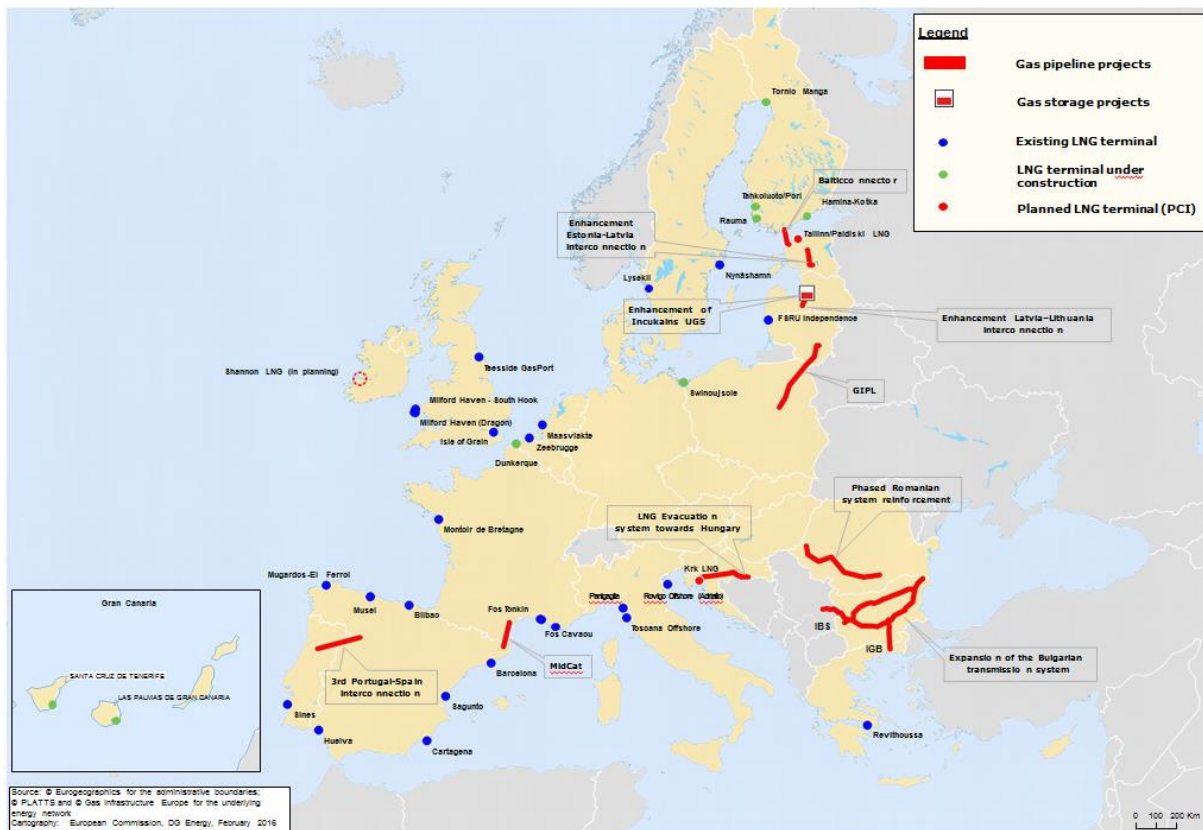 Legend
Gas pipeline projects
Gas storage projects
Existing LNG terminal
LNG terminal under
construction
Planned LNG terminal (PCI)
Tornio Manga
Balticco nnecto r
Tahkoluoto/Pori
Hamina-Kotka
Rauma
Enhancement
Estonia-Latvia
interco nnectio n
Tallinn/Paldiski LNG
Lysekil
Nynäshamn
Enhancement of
Incukalns UGS
FSRU Independence
Enhancement Latvia–Lithuania
interco nnectio n
Shannon LNG (in planning)
Teesside GasPort
GIPL
Swinoujscie
Milford Haven - South Hook
Milford Haven (Dragon)
Isle of Grain
Maasvlakte
Zeebrugge
Dunkerque
Phased Romanian
system reinfo rcement
LNG Evacuatio n
system towards Hungary
Montoir de Bretagne
Krk LNG
Mugardos-El Ferrol
Musel
Bilbao
Fos Tonkin
Panigaglia
Rovigo Offshore (Adriatic)
Fos Cavaou
Toscana Offshore
IBS
IGB
MidCat
Barcelona
3rd Portugal-Spain
interco nnectio n
Expansio n of the Bulgarian
transmissio n system
Sagunto
Sines
Huelva
Cartagena
Revithoussa
Gran Canaria
SANTA CRUZ DE TENERIFE
LAS PALMAS DE GRAN CANARIA
Source: © Eurogeographics for the administrative boundaries;
© PLATTS and © Gas Infrastructure Europe for the underlying
energy network
Cartography: European Commission, DG Energy, February 2016
0 100 200 Km